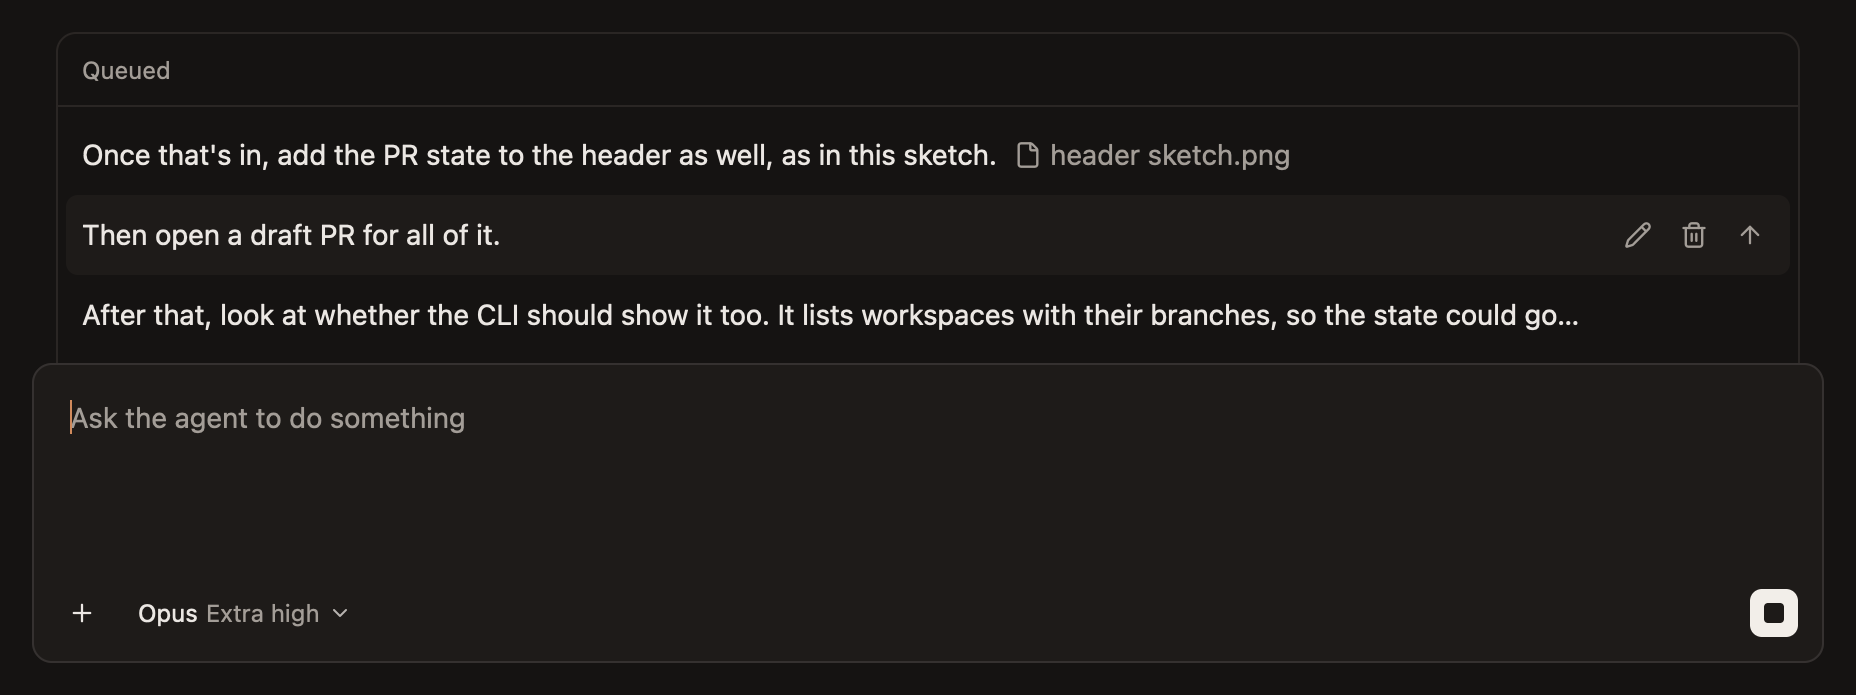 Queued
Once that's in, add the PR state to the header as well, as in this sketch. header sketch.png
Then open a draft PR for all of it.
After that, look at whether the CLI should show it too. It lists workspaces with their branches, so the state could go...
Ask the agent to do something
Opus Extra high